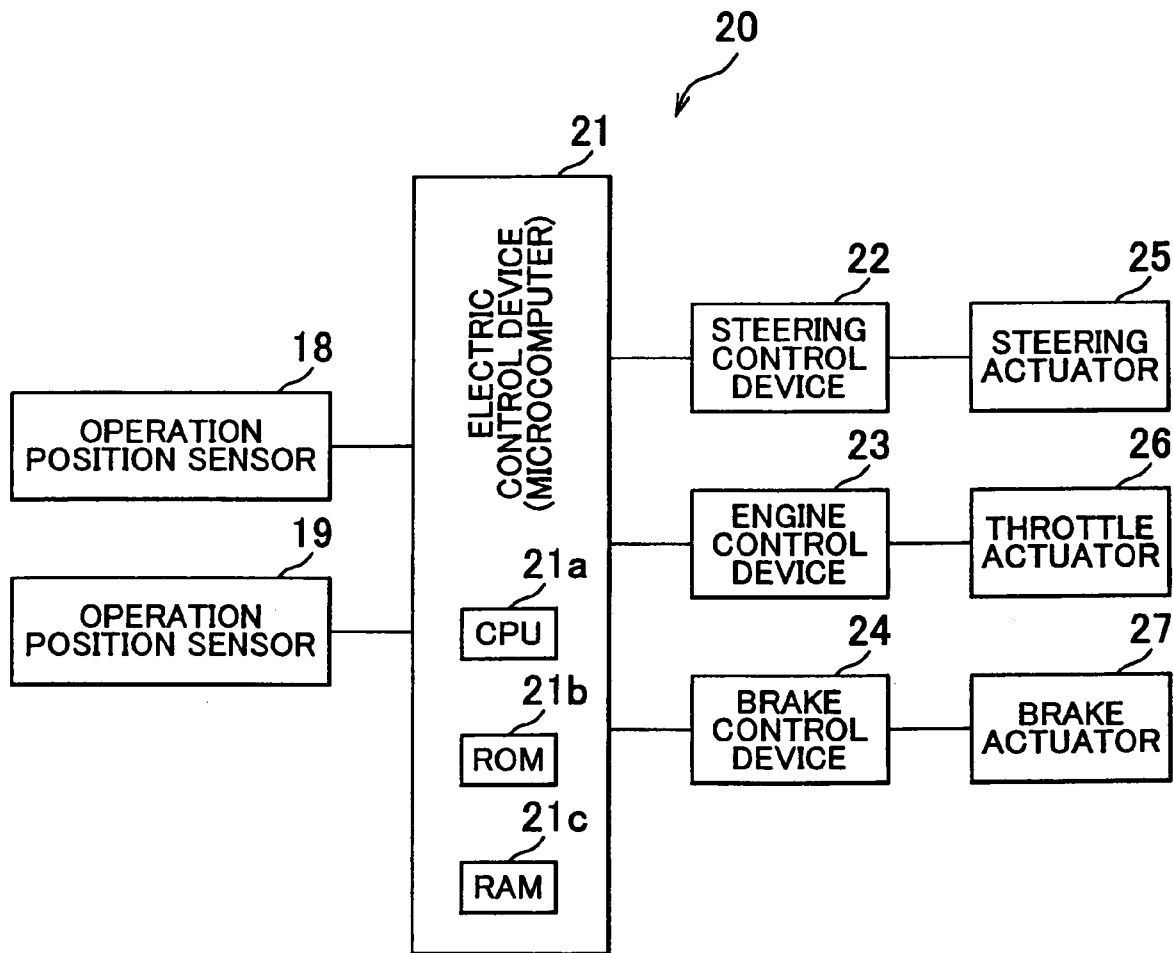 20
21
ELECTRIC
CONTROL DEVICE
(MICROCOMPUTER)
18
OPERATION
POSITION SENSOR
19
OPERATION
POSITION SENSOR
21a
CPU
21b
ROM
21c
RAM
22
STEERING
CONTROL
DEVICE
25
STEERING
ACTUATOR
23
ENGINE
CONTROL
DEVICE
26
THROTTLE
ACTUATOR
24
BRAKE
CONTROL
DEVICE
27
BRAKE
ACTUATOR